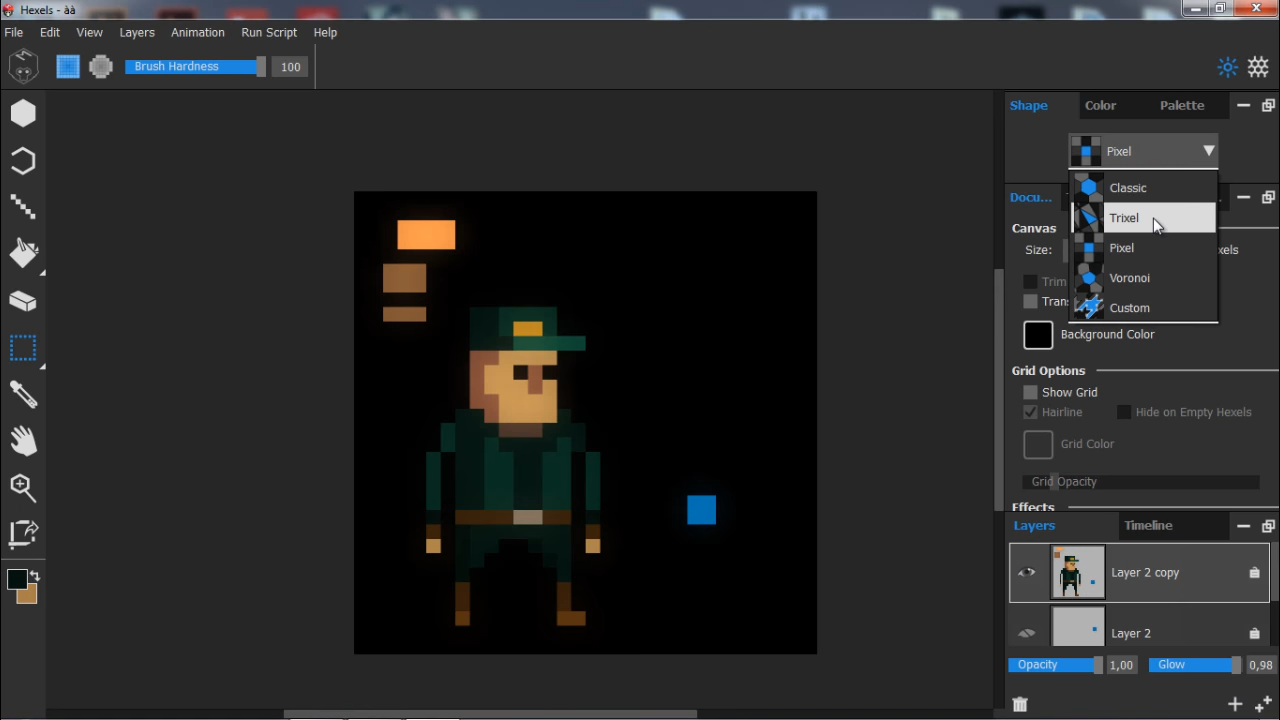 Hexels - àà
File Edit View Layers Animation Run Script Help
Brush Hardness 100
Shape Color Palette
Pixel
Classic
Trixel
Pixel
Voronoi
Custom
Docu...
Canvas
Size:
Trim
Background Color
Grid Options
Show Grid
Hairline Hide on Empty Hexels
Grid Color
Grid Opacity
Effects
Layers Timeline
Layer 2 copy
Layer 2
Opacity 1,00 Glow 0,98